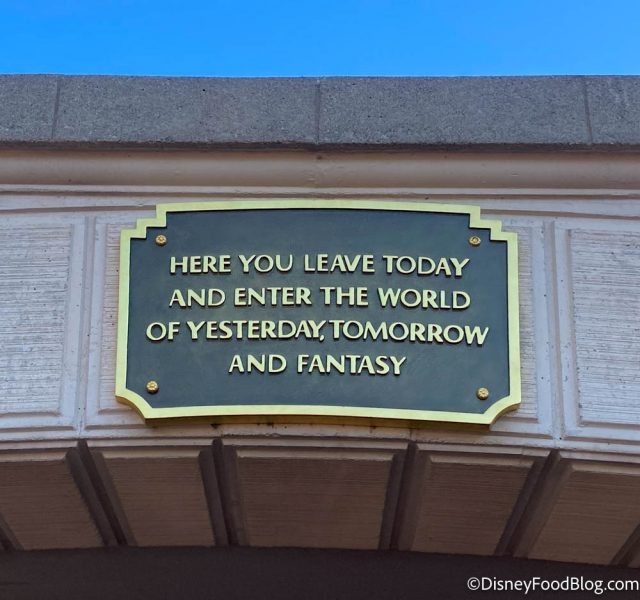 HERE YOU LEAVE TODAY
AND ENTER THE WORLD
OF YESTERDAY, TOMORROW
AND FANTASY
©DisneyFoodBlog.com